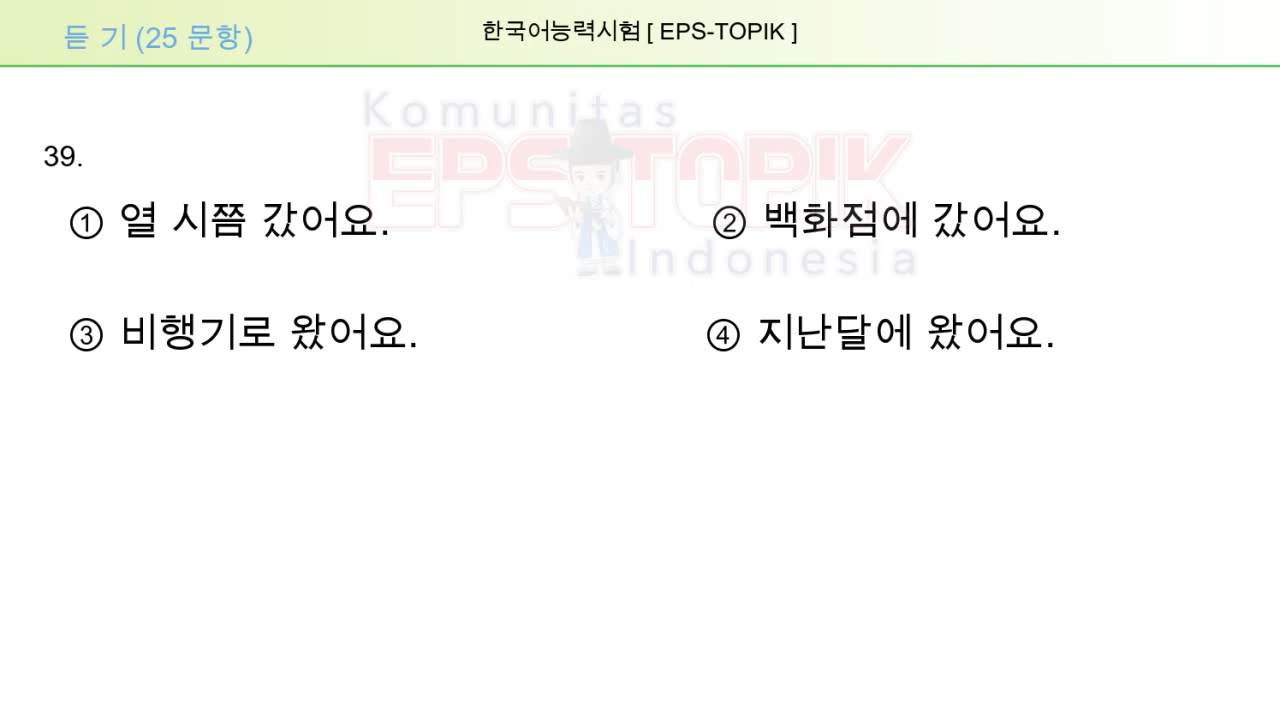 듣 기 (25 문항)
한국어능력시험 [ EPS-TOPIK ]
Komunitas
EPS TOPIK
Indonesia
39.
① 열 시쯤 갔어요.
② 백화점에 갔어요.
③ 비행기로 왔어요.
④ 지난달에 왔어요.